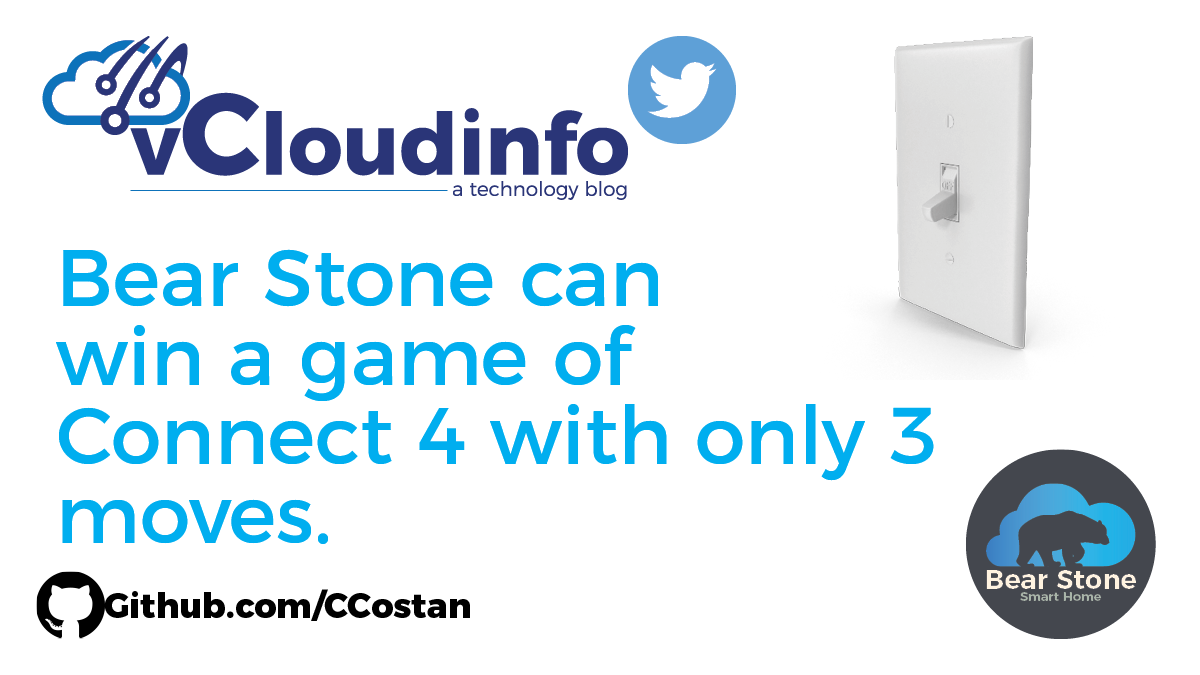 vCloudinfo
a technology blog
Bear Stone can
win a game of
Connect 4 with only 3
moves.
Github.com/CCostan
OFF
Bear Stone
Smart Home